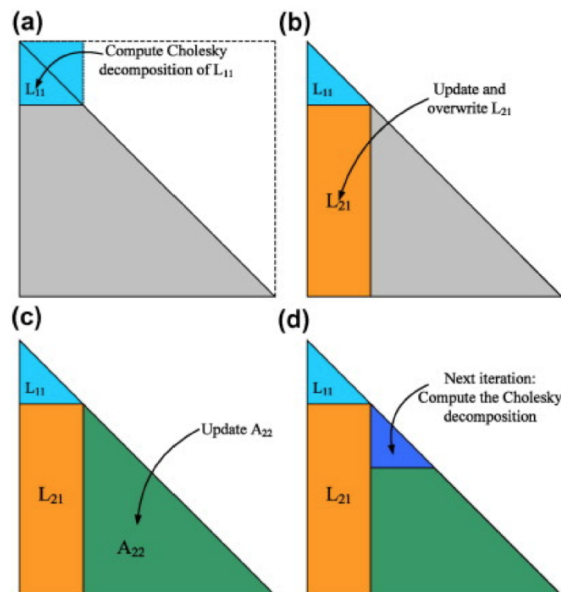 (a)
Compute Cholesky
decomposition of L₁₁
L₁₁
(b)
L₁₁
Update and
overwrite L₂₁
L₂₁
(c)
L₁₁
Update A₂₂
L₂₁
A₂₂
(d)
Next iteration:
Compute the Cholesky
decomposition
L₁₁
L₂₁